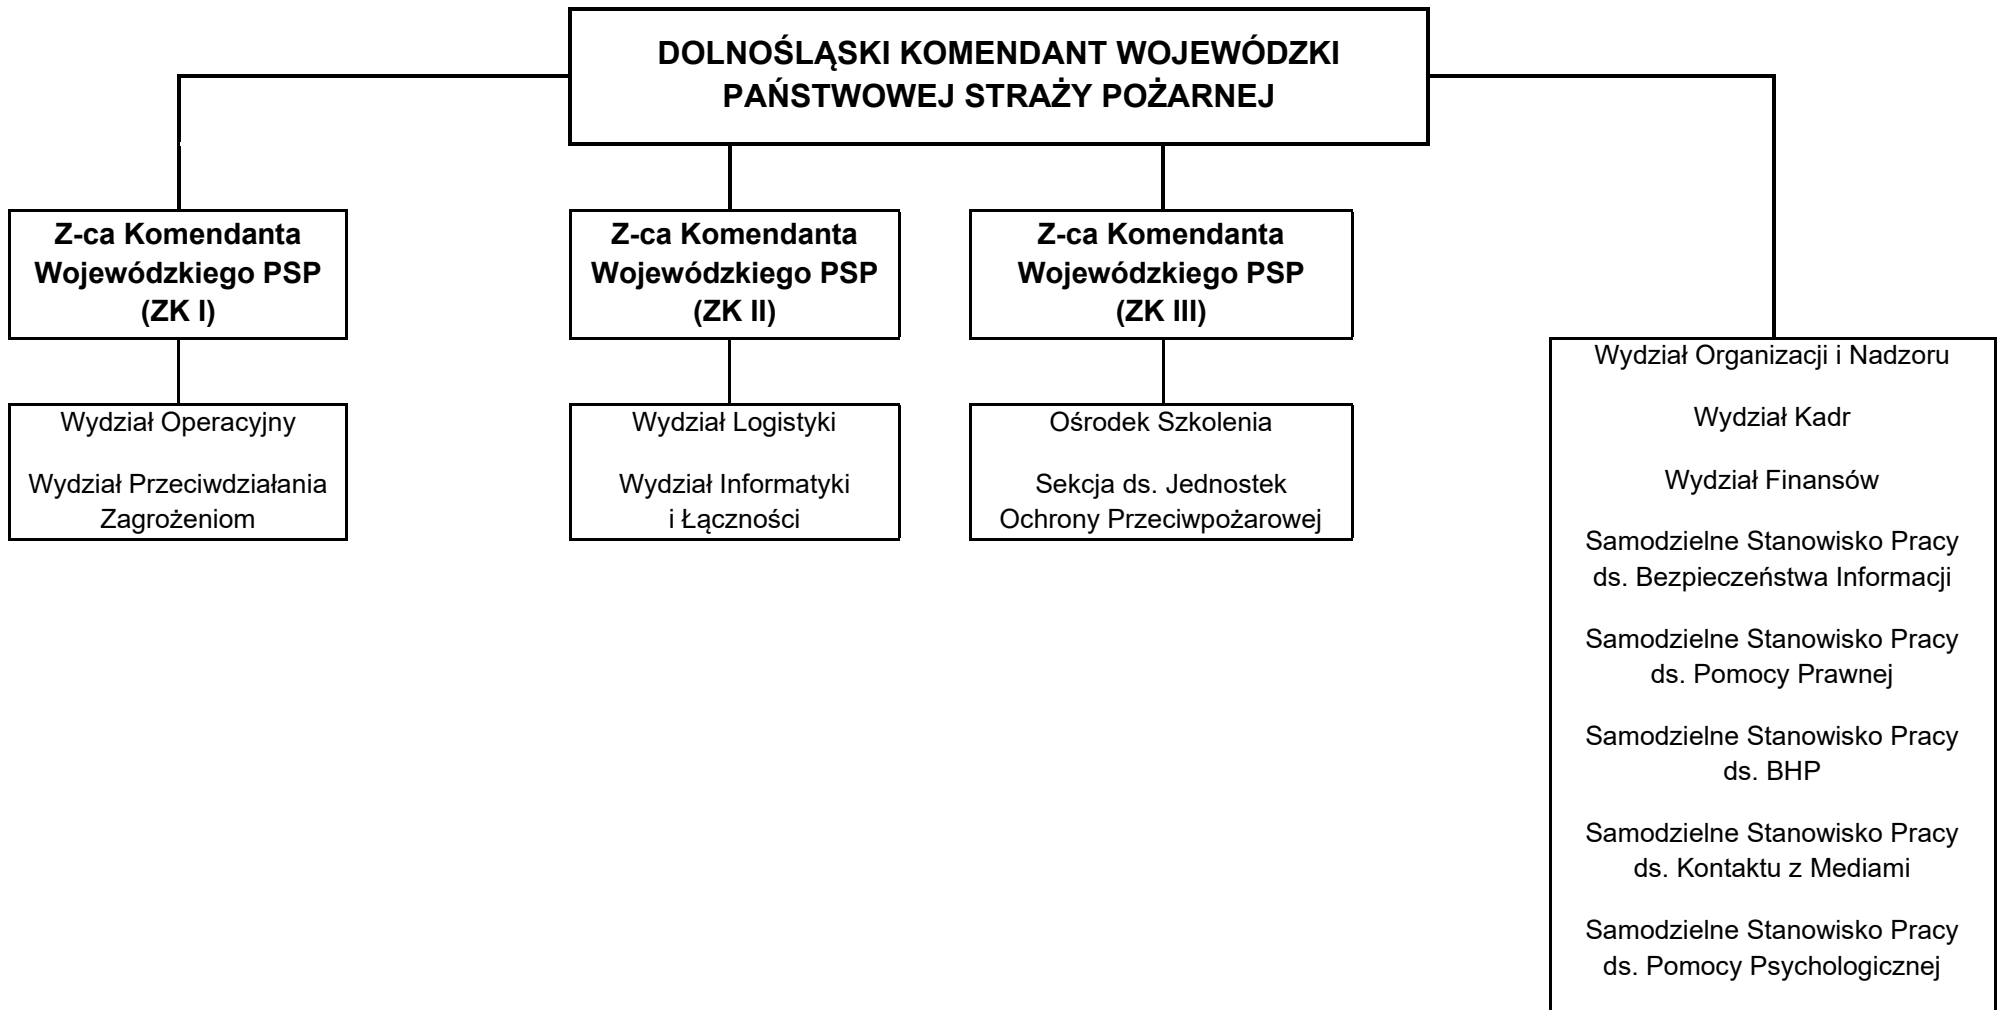 DOLNOŚLĄSKI KOMENDANT WOJEWÓDZKI
PAŃSTWOWEJ STRAŻY POŻARNEJ
Z-ca Komendanta
Wojewódzkiego PSP
(ZK I)
Z-ca Komendanta
Wojewódzkiego PSP
(ZK II)
Z-ca Komendanta
Wojewódzkiego PSP
(ZK III)
Wydział Operacyjny
Wydział Przeciwdziałania
Zagrożeniom
Wydział Logistyki
Wydział Informatyki
i Łączności
Ośrodek Szkolenia
Sekcja ds. Jednostek
Ochrony Przeciwpożarowej
Wydział Organizacji i Nadzoru
Wydział Kadr
Wydział Finansów
Samodzielne Stanowisko Pracy
ds. Bezpieczeństwa Informacji
Samodzielne Stanowisko Pracy
ds. Pomocy Prawnej
Samodzielne Stanowisko Pracy
ds. BHP
Samodzielne Stanowisko Pracy
ds. Kontaktu z Mediami
Samodzielne Stanowisko Pracy
ds. Pomocy Psychologicznej